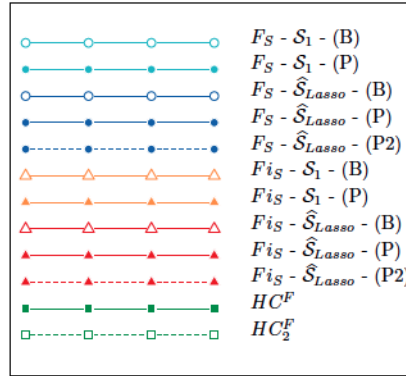 F_S - S_1 - (B)
F_S - S_1 - (P)
F_S - Ŝ_Lasso - (B)
F_S - Ŝ_Lasso - (P)
F_S - Ŝ_Lasso - (P2)
Fi_S - S_1 - (B)
Fi_S - S_1 - (P)
Fi_S - Ŝ_Lasso - (B)
Fi_S - Ŝ_Lasso - (P)
Fi_S - Ŝ_Lasso - (P2)
HC^F
HC_2^F